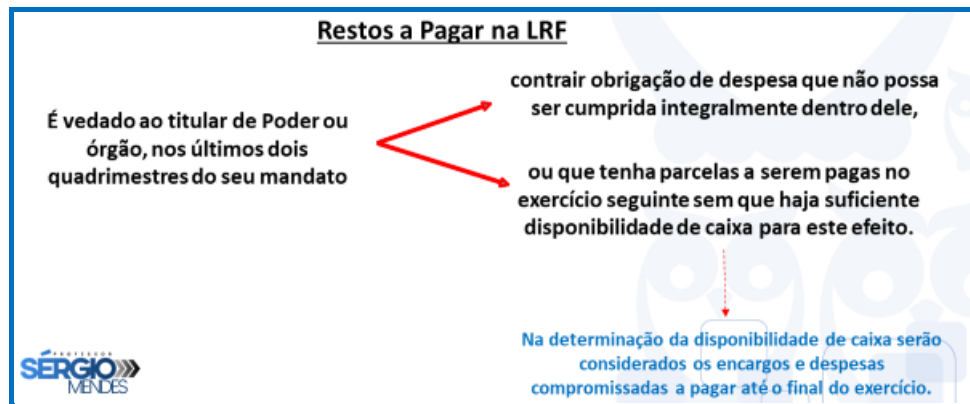 Restos a Pagar na LRF
É vedado ao titular de Poder ou
órgão, nos últimos dois
quadrimestres do seu mandato
contrair obrigação de despesa que não possa
ser cumprida integralmente dentro dele,
ou que tenha parcelas a serem pagas no
exercício seguinte sem que haja suficiente
disponibilidade de caixa para este efeito.
Na determinação da disponibilidade de caixa serão
considerados os encargos e despesas
compromissadas a pagar até o final do exercício.
PROFESSOR
SÉRGIO
MENDES